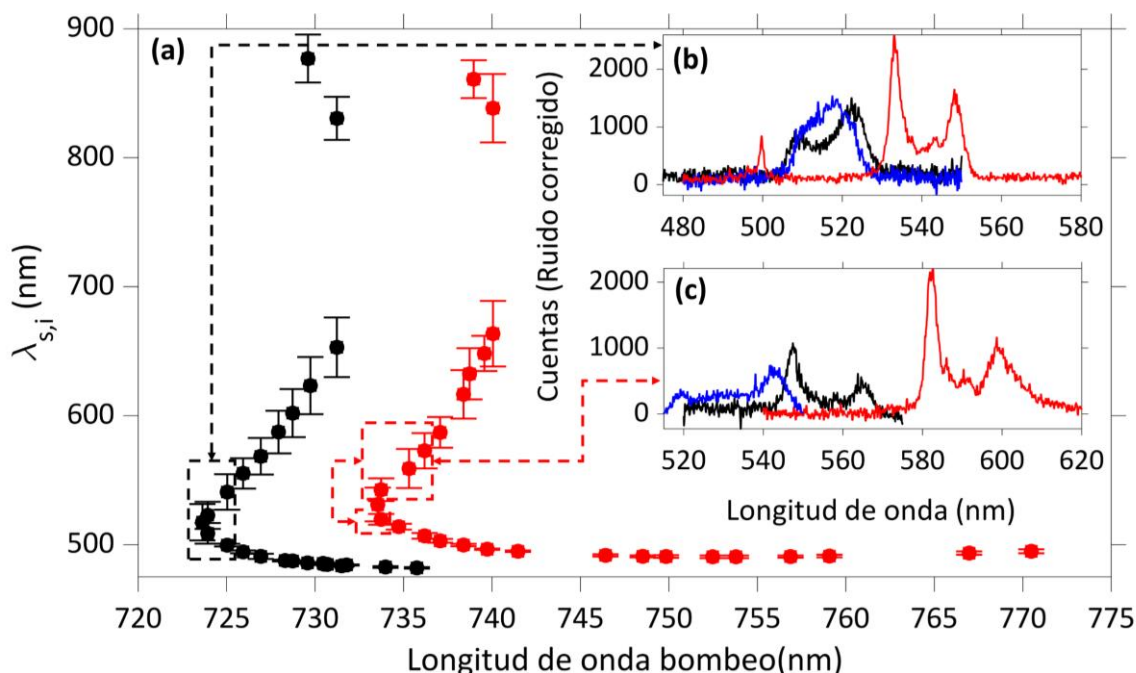 900
800
700
600
500
λs,i (nm)
(a)
720 725 730 735 740 745 750 755 760 765 770 775
Longitud de onda bombeo(nm)
Cuentas (Ruido corregido)
(b)
2000
1000
0
480 500 520 540 560 580
(c)
2000
1000
0
520 540 560 580 600 620
Longitud de onda (nm)